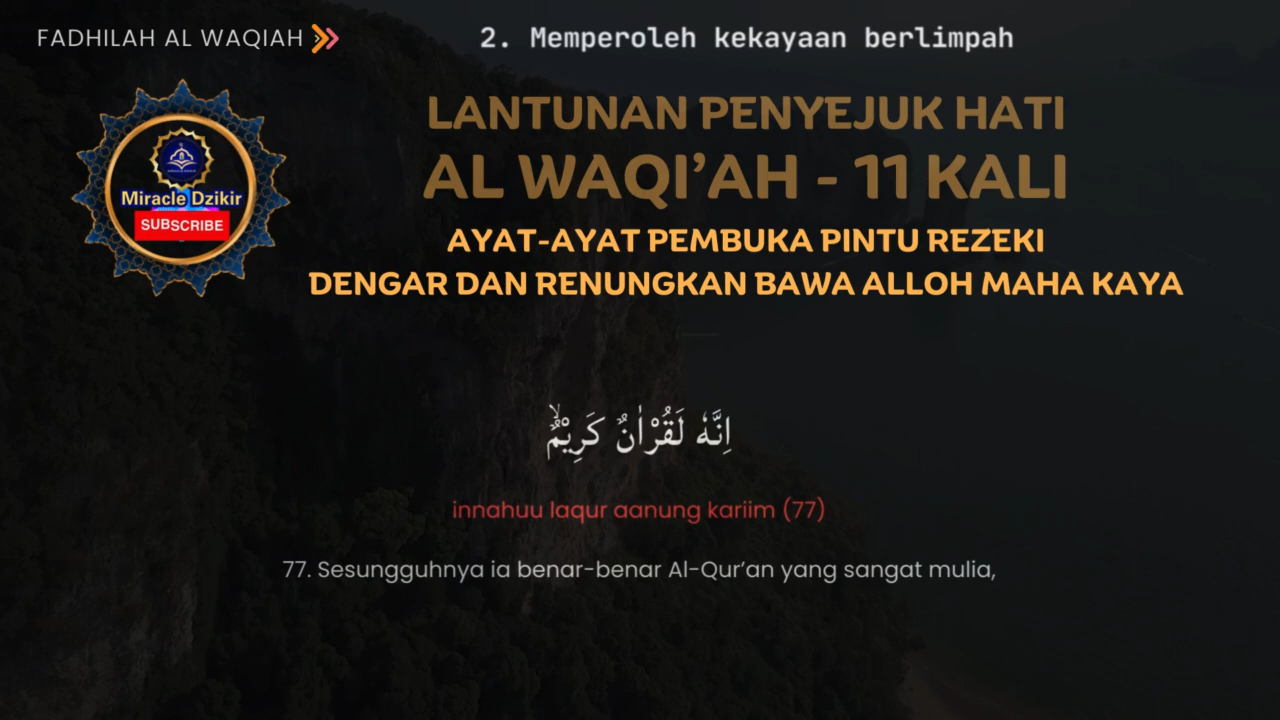 FADHILAH AL WAQIAH
2. Memperoleh kekayaan berlimpah
LANTUNAN PENYEJUK HATI
AL WAQI’AH - 11 KALI
AYAT-AYAT PEMBUKA PINTU REZEKI
DENGAR DAN RENUNGKAN BAWA ALLOH MAHA KAYA
Miracle Dzikir
SUBSCRIBE
اِنَّهٗ لَقُرْاٰنٌ كَرِيْمٌۙ
innahuu laqur aanung kariim (77)
77. Sesungguhnya ia benar-benar Al-Qur’an yang sangat mulia,